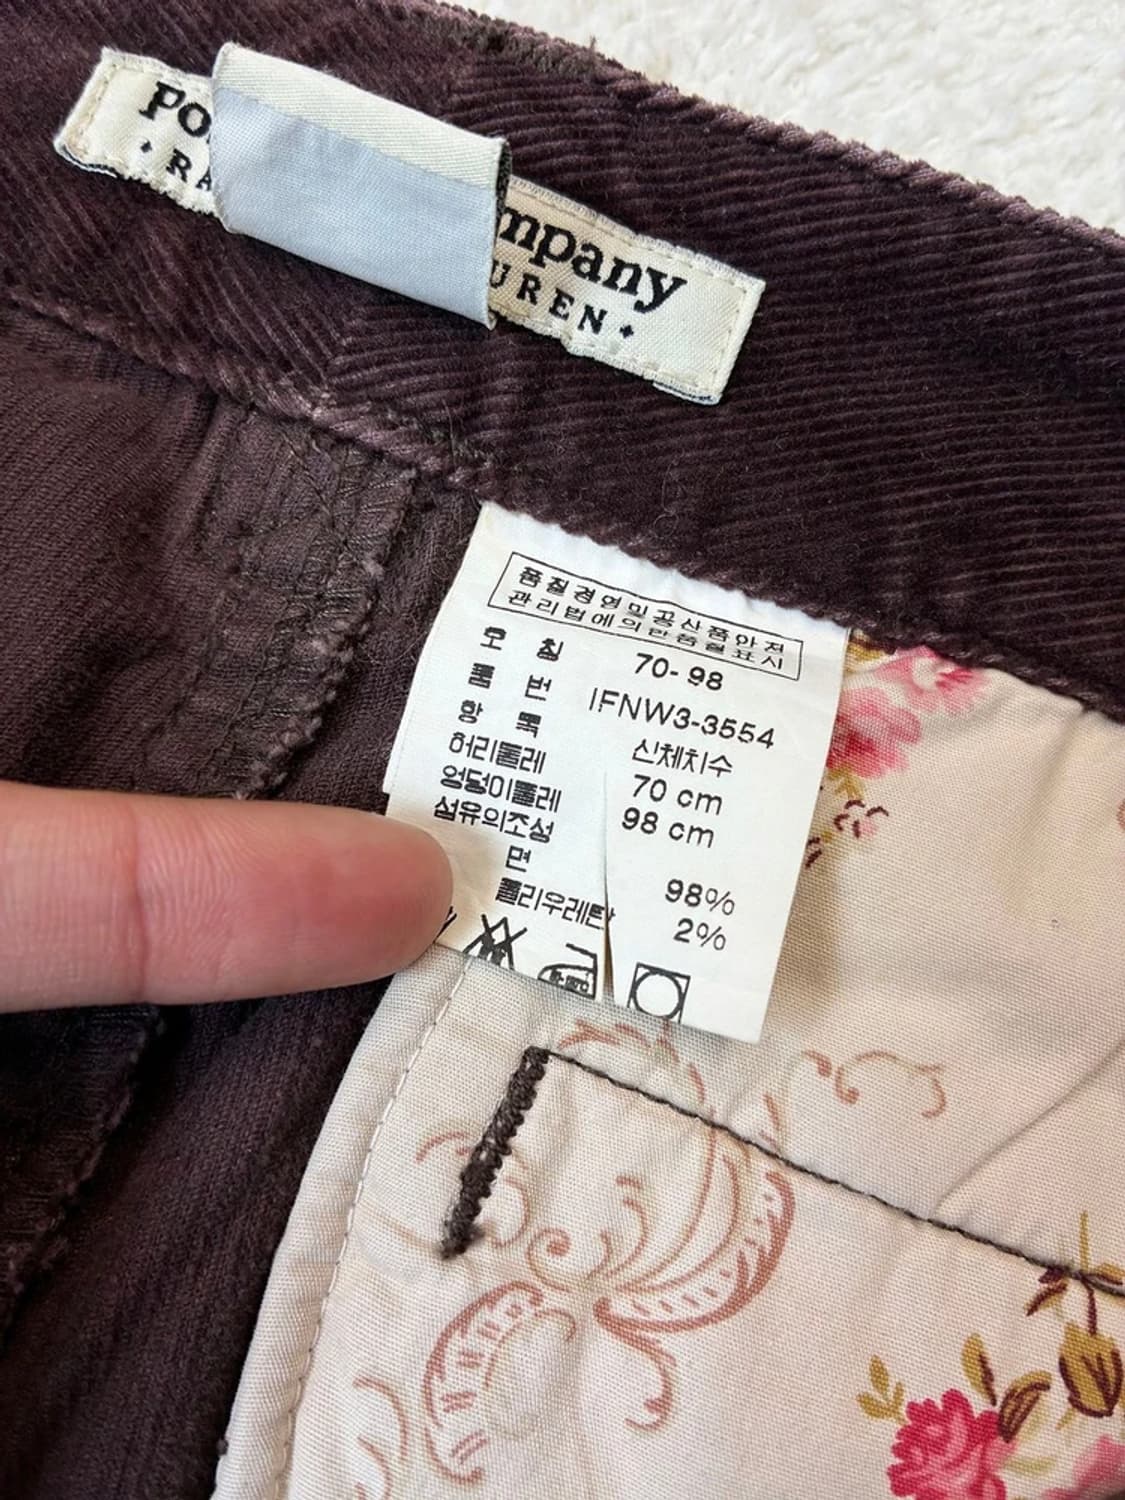 po mpany
RA UREN
품질경영및공산품안전
관리법에의한품질표시
호 칭 70-98
품 번 IFNW3-3554
항 목 신체치수
허리둘레 70 cm
엉덩이둘레 98 cm
섬유의조성
면 98%
폴리우레탄 2%